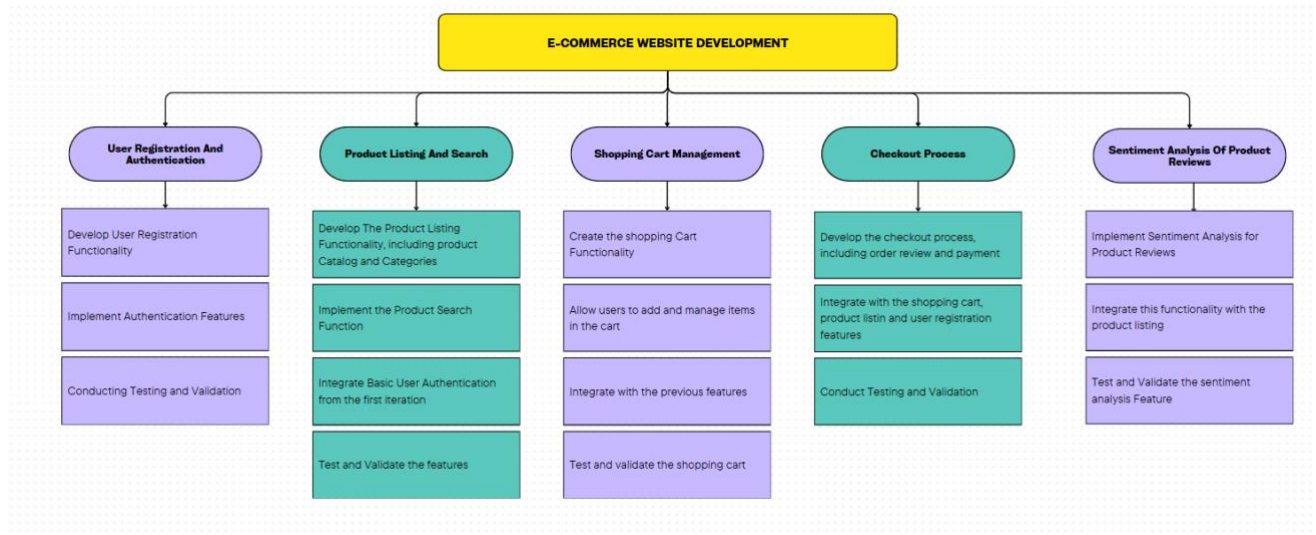 E-COMMERCE WEBSITE DEVELOPMENT
User Registration And
Authentication
Develop User Registration
Functionality
Implement Authentication Features
Conducting Testing and Validation
Product Listing And Search
Develop The Product Listing
Functionality, including product
Catalog and Categories
Implement the Product Search
Function
Integrate Basic User Authentication
from the first iteration
Test and Validate the features
Shopping Cart Management
Create the shopping Cart
Functionality
Allow users to add and manage items
in the cart
Integrate with the previous features
Test and validate the shopping cart
Checkout Process
Develop the checkout process,
including order review and payment
Integrate with the shopping cart,
product listin and user registration
features
Conduct Testing and Validation
Sentiment Analysis Of Product
Reviews
Implement Sentiment Analysis for
Product Reviews
Integrate this functionality with the
product listing
Test and Validate the sentiment
analysis Feature